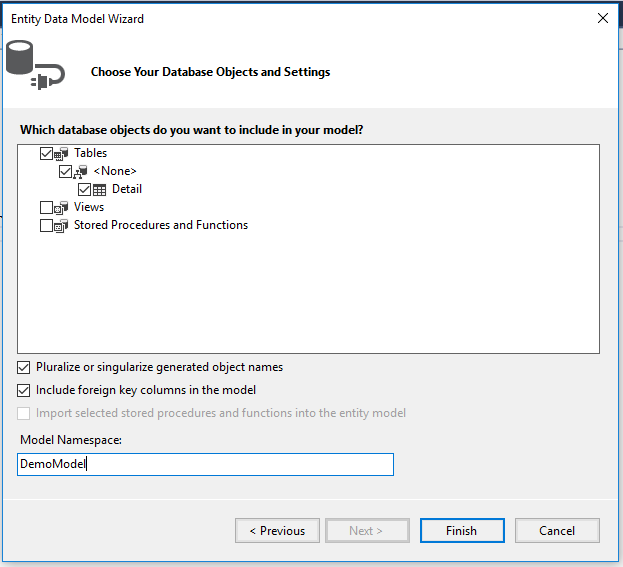 Entity Data Model Wizard
Choose Your Database Objects and Settings
Which database objects do you want to include in your model?
Tables
<None>
Detail
Views
Stored Procedures and Functions
Pluralize or singularize generated object names
Include foreign key columns in the model
Import selected stored procedures and functions into the entity model
Model Namespace:
DemoModel
< Previous
Next >
Finish
Cancel